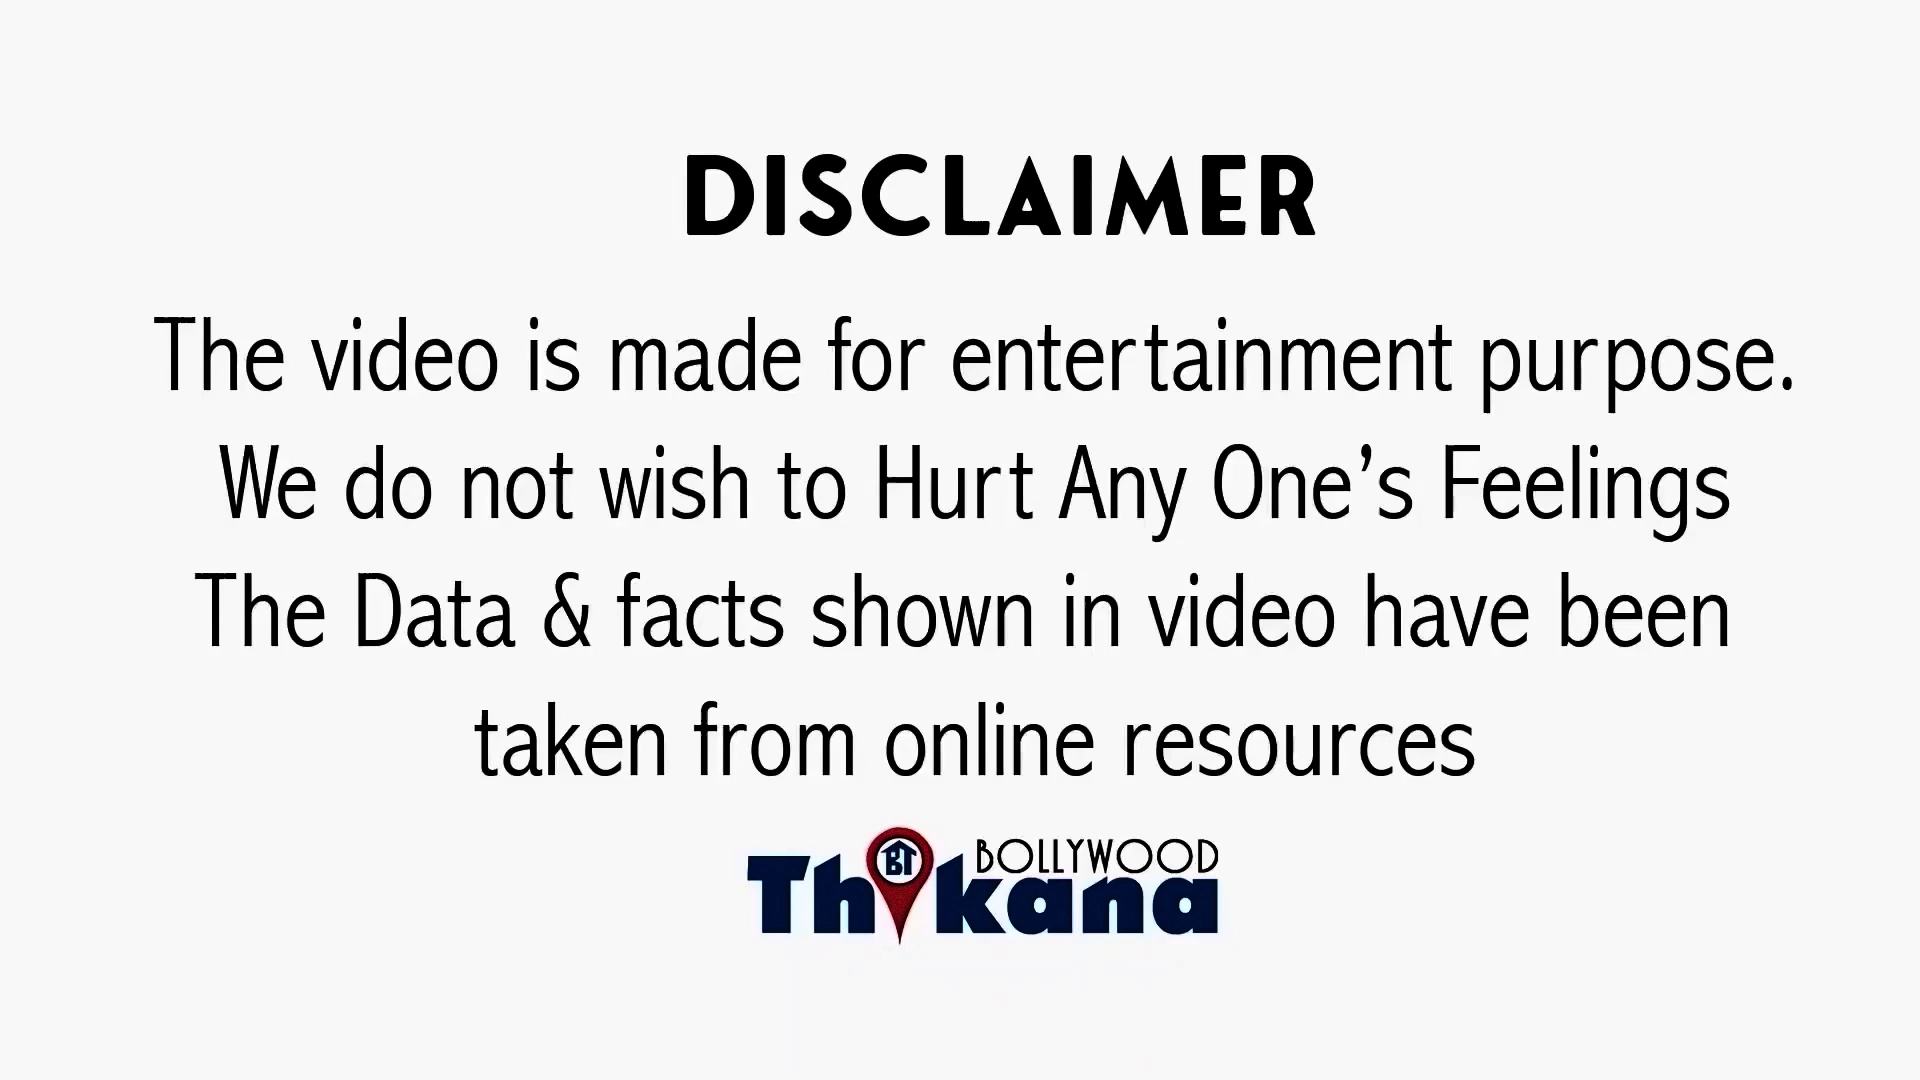 DISCLAIMER
The video is made for entertainment purpose.
We do not wish to Hurt Any One’s Feelings
The Data & facts shown in video have been
taken from online resources
BOLLYWOOD
BT
Thikana